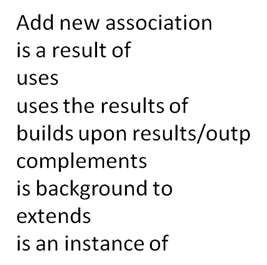 Add new association
is a result of
uses
uses the results of
builds upon results/outp
complements
is background to
extends
is an instance of